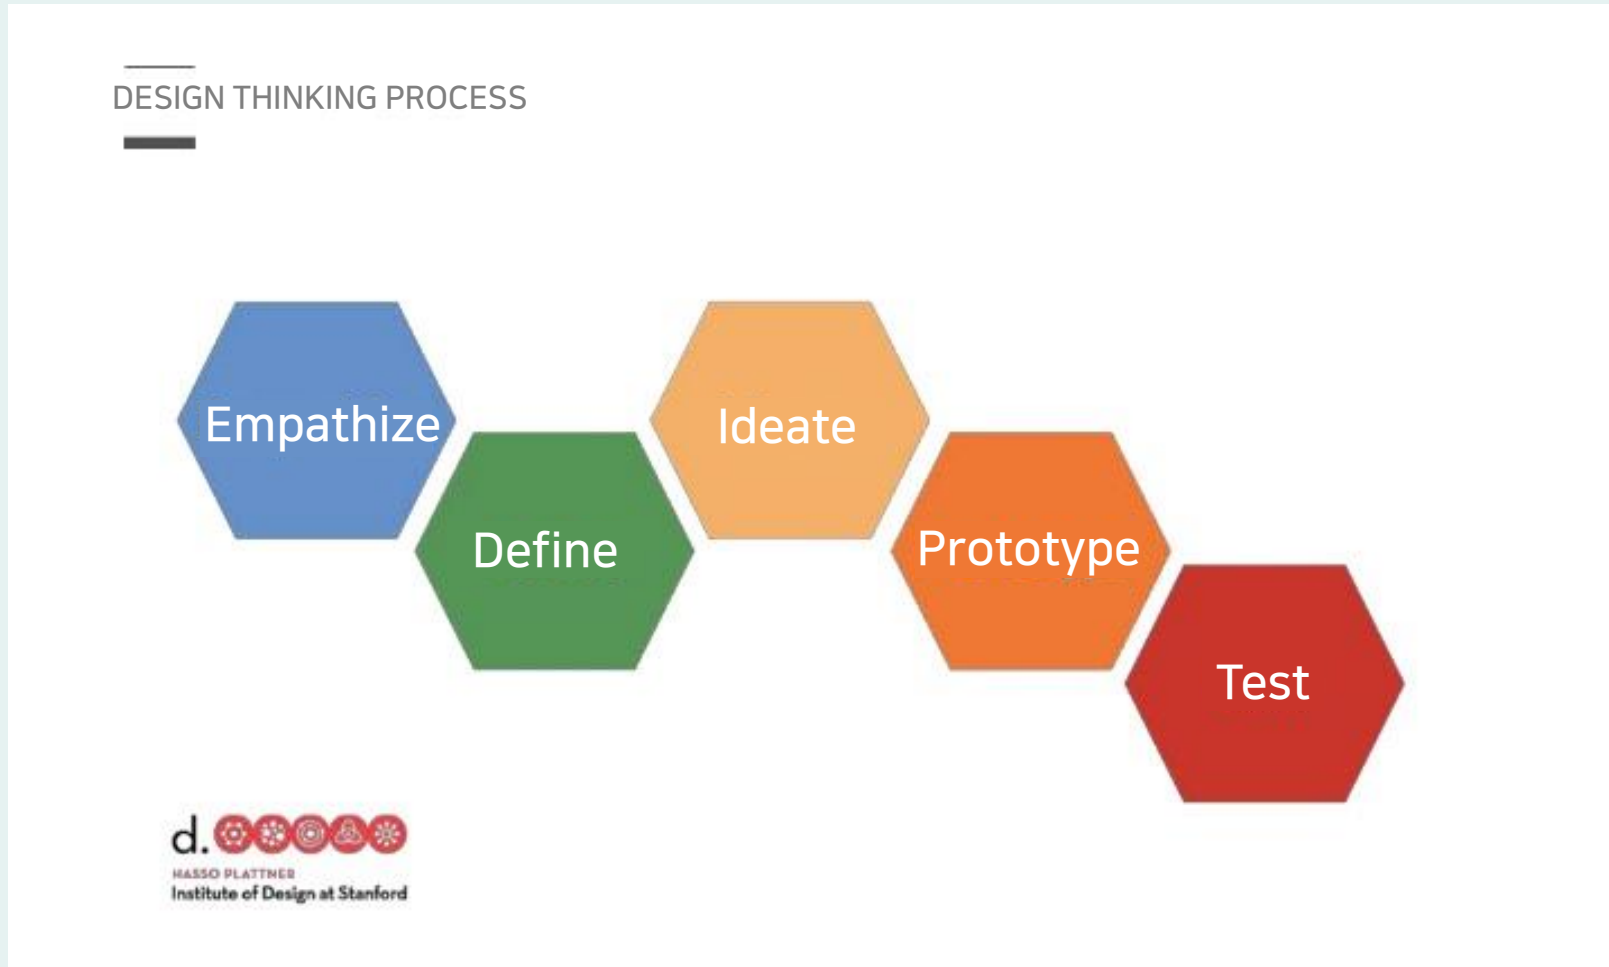 DESIGN THINKING PROCESS
Empathize
Define
Ideate
Prototype
Test
d.
HASSO PLATTNER
Institute of Design at Stanford